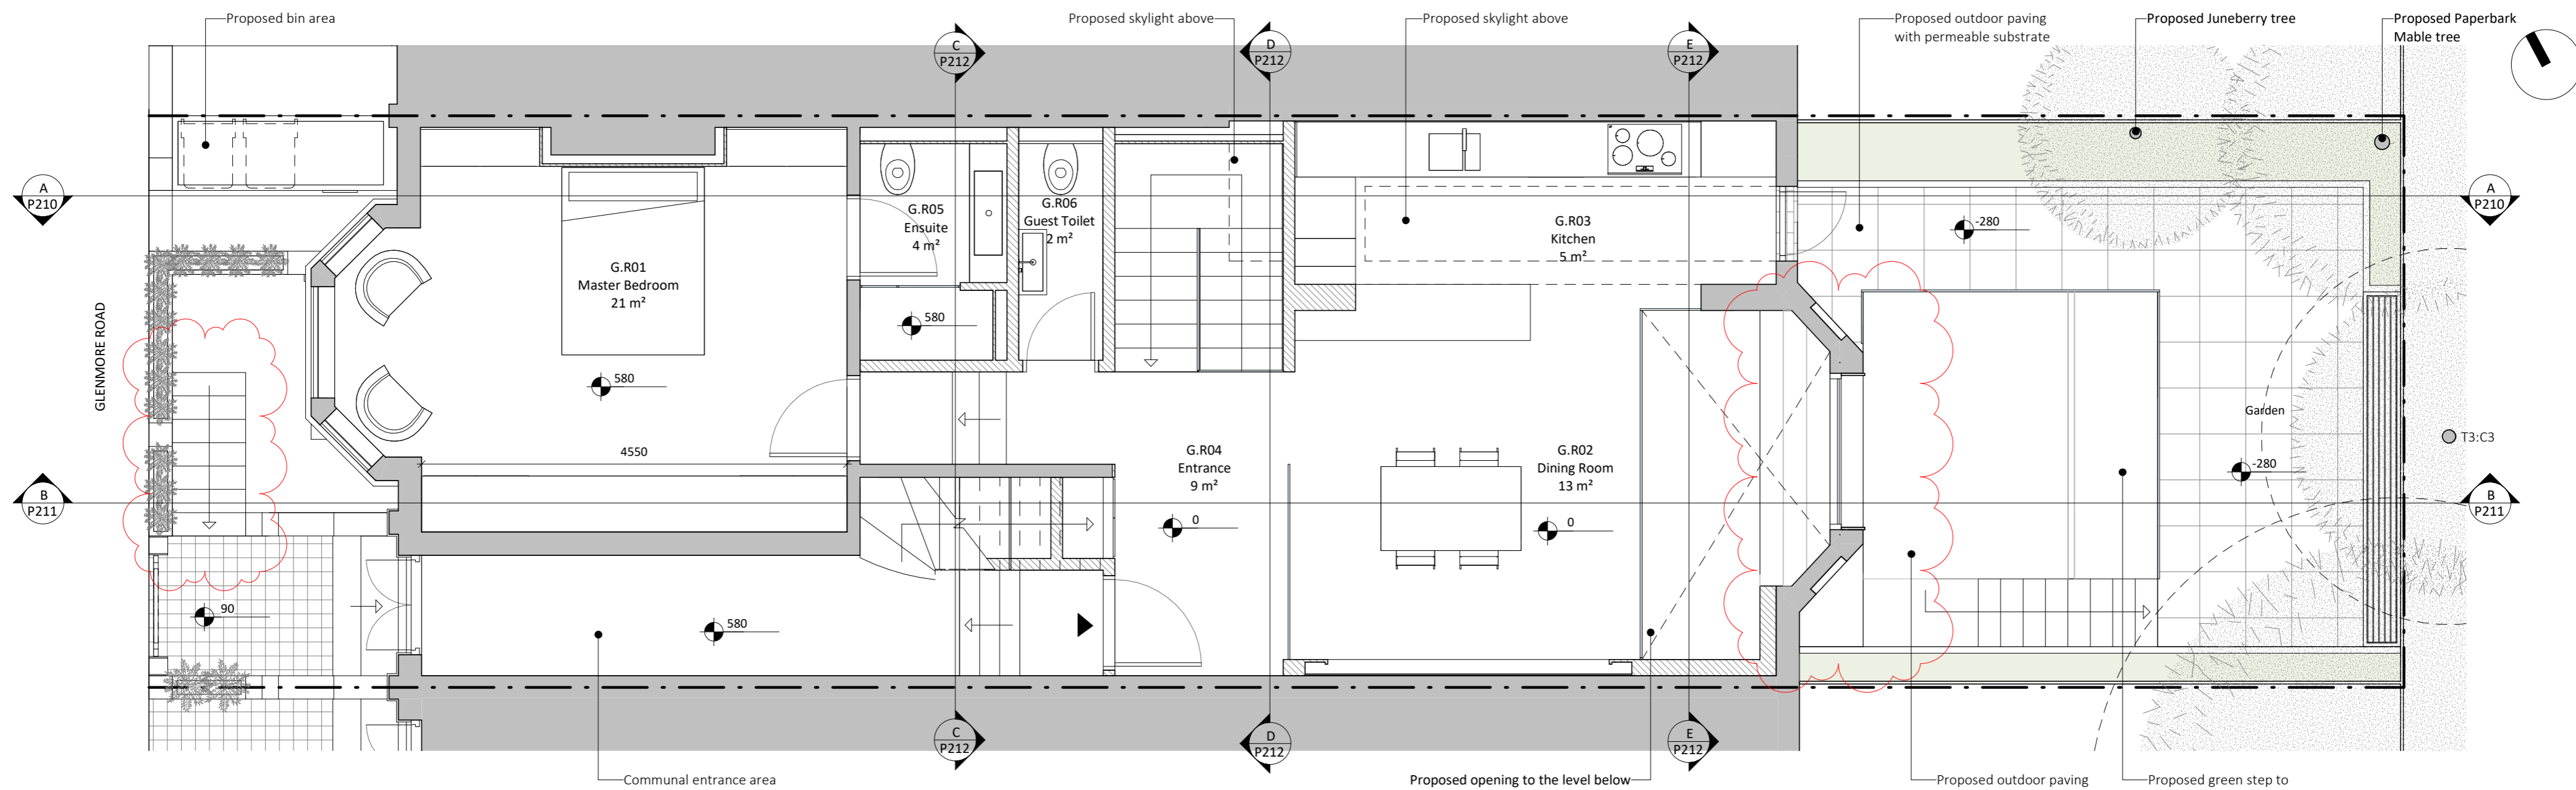 Proposed bin area
Proposed skylight above
Proposed skylight above
Proposed outdoor paving
with permeable substrate
Proposed Juneberry tree
Proposed Paperbark
Mable tree
C
P212
D
P212
E
P212
A
P210
A
P210
G.R05
Ensuite
4 m²
G.R06
Guest Toilet
2 m²
G.R03
Kitchen
5 m²
-280
G.R01
Master Bedroom
21 m²
580
580
GLENMORE ROAD
4550
G.R04
Entrance
9 m²
G.R02
Dining Room
13 m²
Garden
T3:C3
-280
B
P211
B
P211
0
0
90
580
C
P212
D
P212
E
P212
Communal entrance area
Proposed opening to the level below
Proposed outdoor paving
Proposed green step to